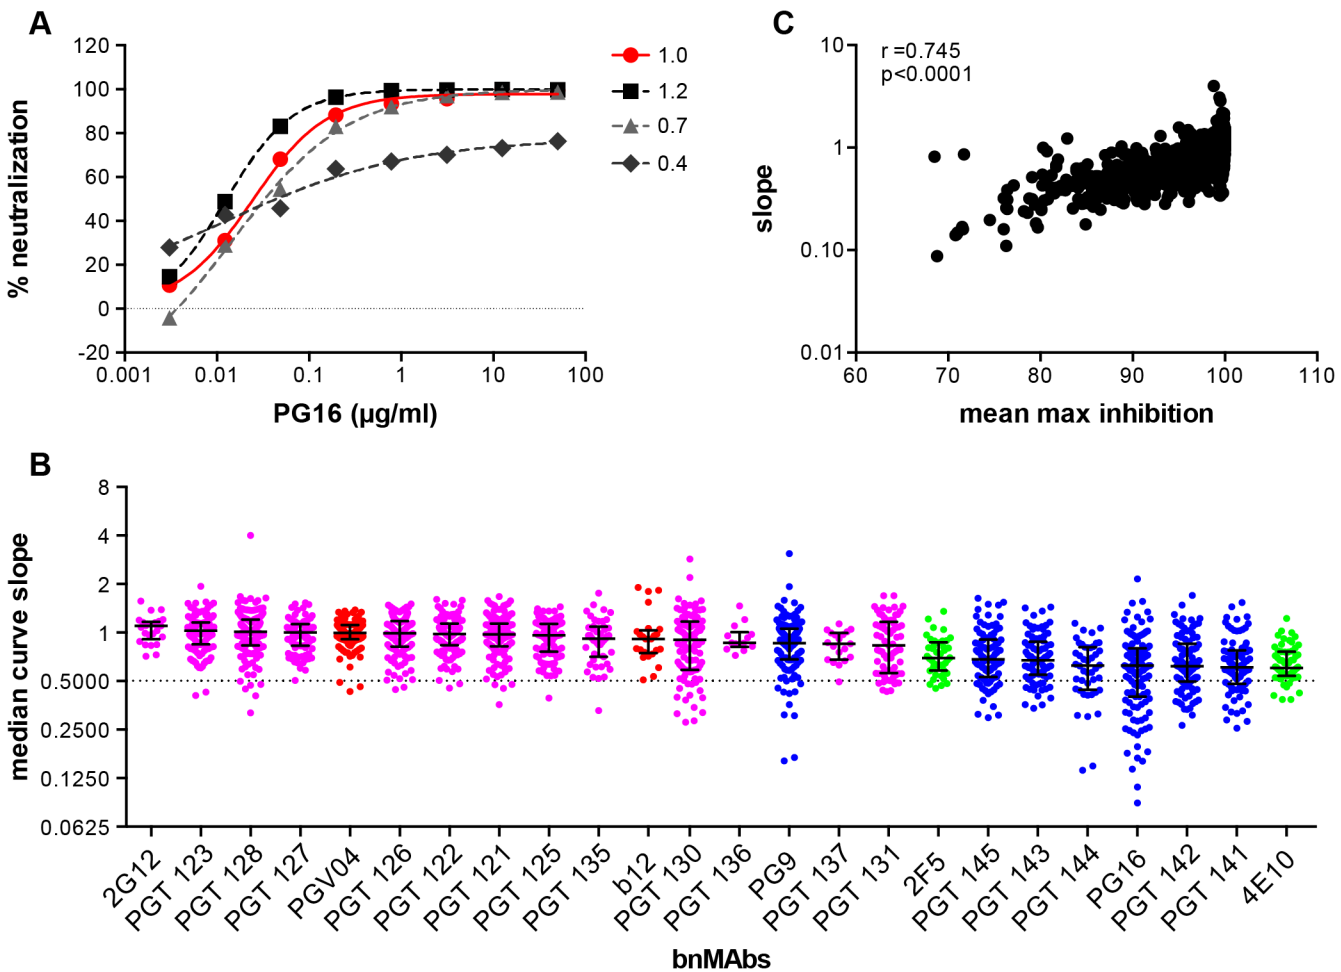 A
120
100
80
60
40
20
0
-20
% neutralization
0.001
0.01
0.1
1
10
100
PG16 (µg/ml)
1.0
1.2
0.7
0.4
C
r =0.745
p<0.0001
10
1
0.10
0.01
slope
60
70
80
90
100
110
mean max inhibition
B
8
4
2
1
0.5000
0.2500
0.1250
0.0625
median curve slope
2G12
PGT 123
PGT 128
PGT 127
PGV04
PGT 126
PGT 122
PGT 121
PGT 125
PGT 135
b12
PGT 130
PGT 136
PG9
PGT 137
PGT 131
2F5
PGT 145
PGT 143
PGT 144
PG16
PGT 142
PGT 141
4E10
bnMAbs